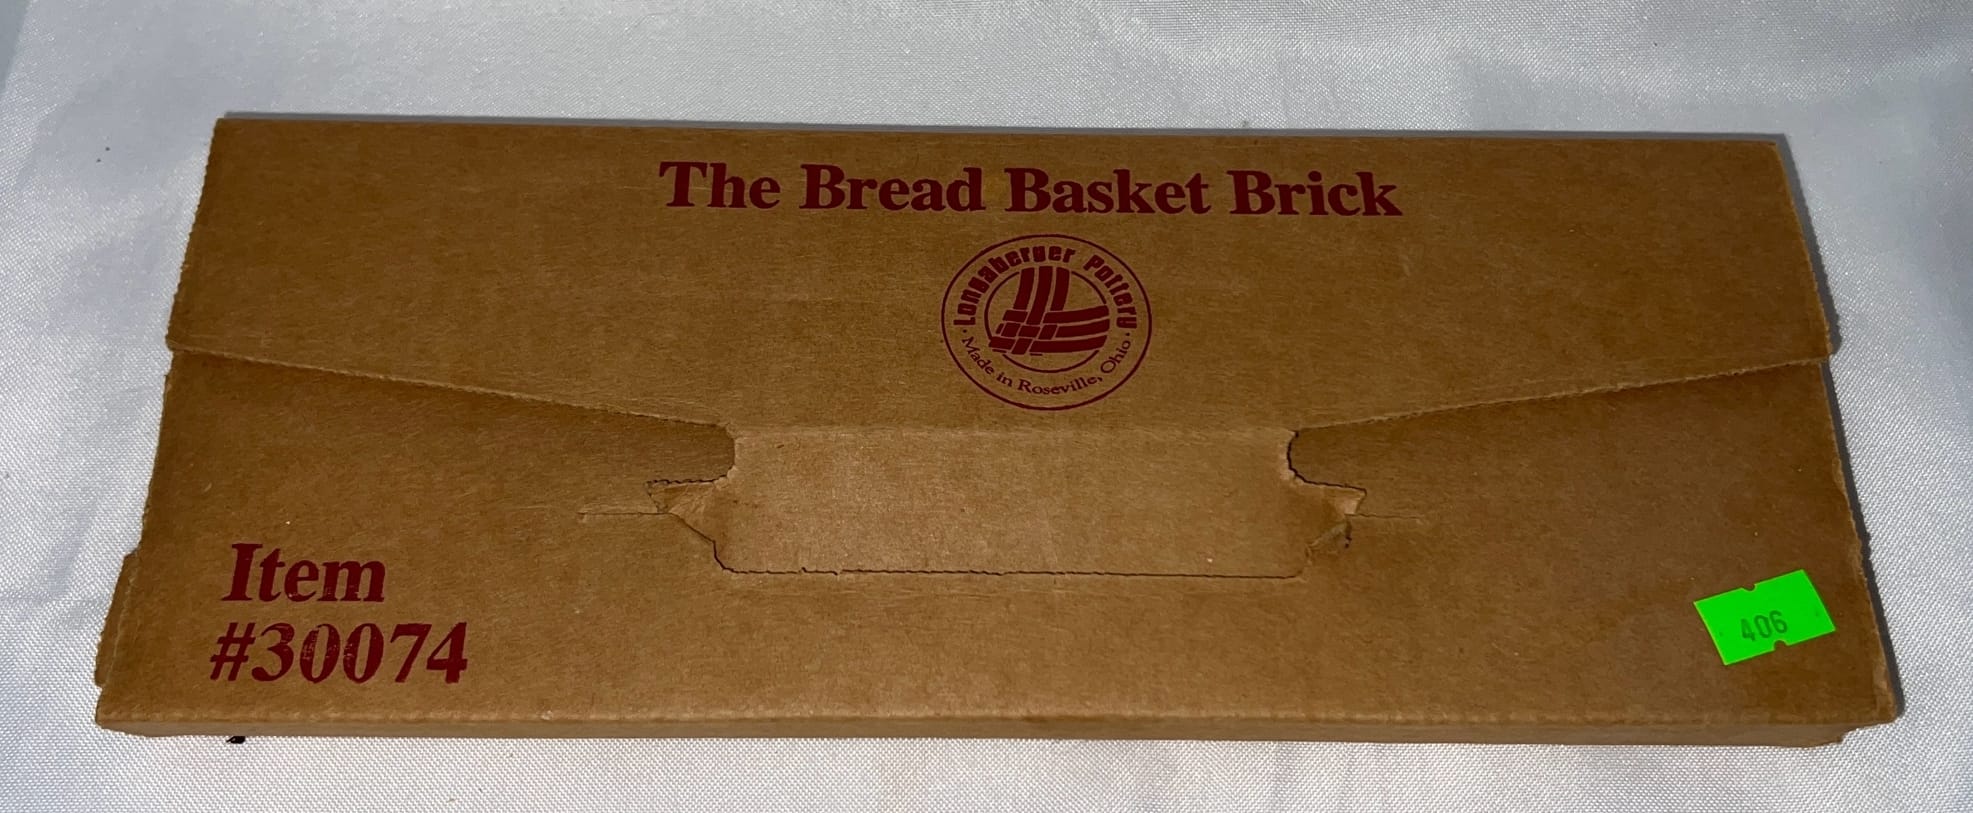 The Bread Basket Brick
· Longaberger Pottery ·
Made in Roseville, Ohio
Item
#30074
406